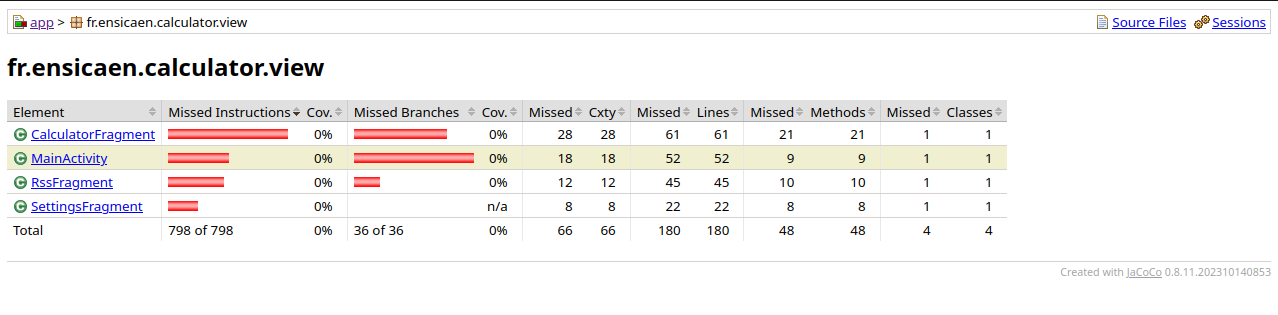 app > fr.ensicaen.calculator.view Source Files Sessions
fr.ensicaen.calculator.view
Element Missed Instructions Cov. Missed Branches Cov. Missed Cxty Missed Lines Missed Methods Missed Classes
CalculatorFragment 0% 0% 28 28 61 61 21 21 1 1
MainActivity 0% 0% 18 18 52 52 9 9 1 1
RssFragment 0% 0% 12 12 45 45 10 10 1 1
SettingsFragment 0% n/a 8 8 22 22 8 8 1 1
Total 798 of 798 0% 36 of 36 0% 66 66 180 180 48 48 4 4
Created with JaCoCo 0.8.11.202310140853